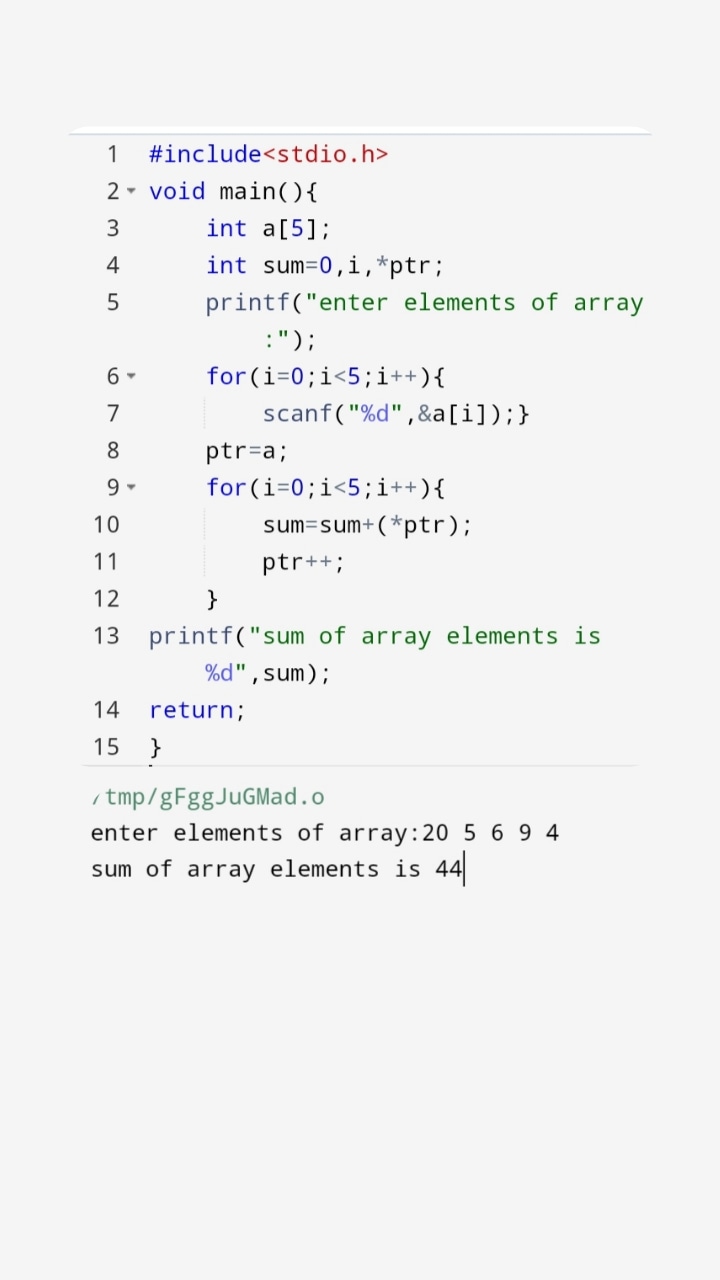 1 #include<stdio.h>
2 void main(){
3 int a[5];
4 int sum=0,i,*ptr;
5 printf("enter elements of array
:");
6 for(i=0;i<5;i++){
7 scanf("%d",&a[i]);}
8 ptr=a;
9 for(i=0;i<5;i++){
10 sum=sum+(*ptr);
11 ptr++;
12 }
13 printf("sum of array elements is
%d",sum);
14 return;
15 }
/tmp/gFggJuGMad.o
enter elements of array:20 5 6 9 4
sum of array elements is 44